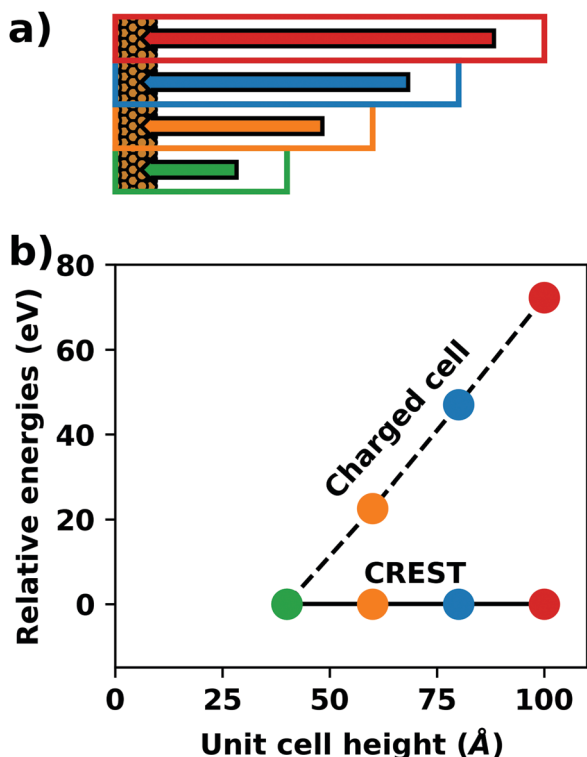 a)
b)
80
60
40
20
0
Relative energies (eV)
Charged cell
CREST
0
25
50
75
100
Unit cell height (Å)